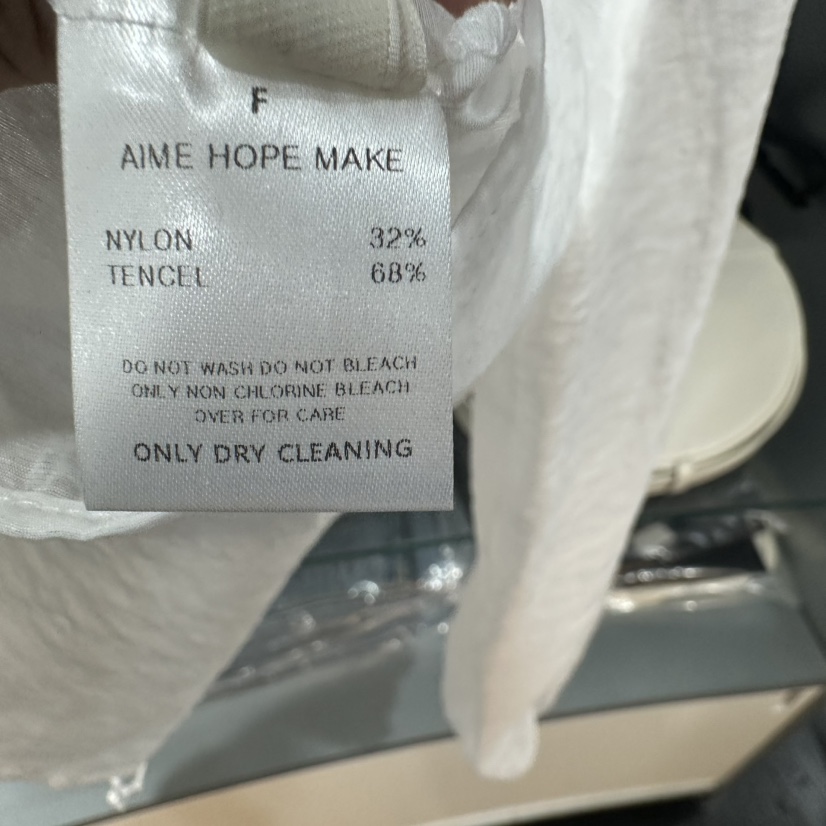 F
AIME HOPE MAKE
NYLON 32%
TENCEL 68%
DO NOT WASH DO NOT BLEACH
ONLY NON CHLORINE BLEACH
OVER FOR CARE
ONLY DRY CLEANING